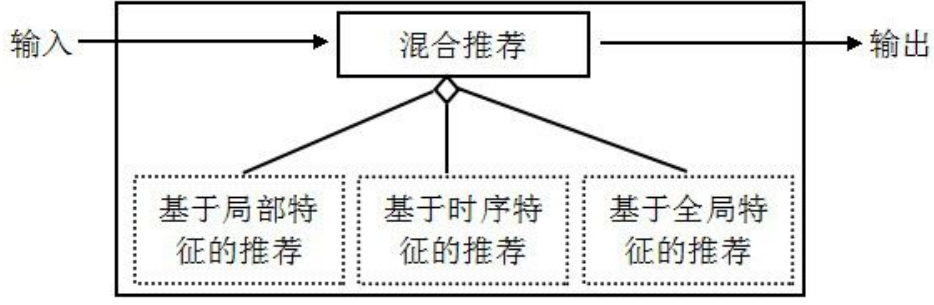 输入
混合推荐
输出
基于局部特
征的推荐
基于时序特
征的推荐
基于全局特
征的推荐